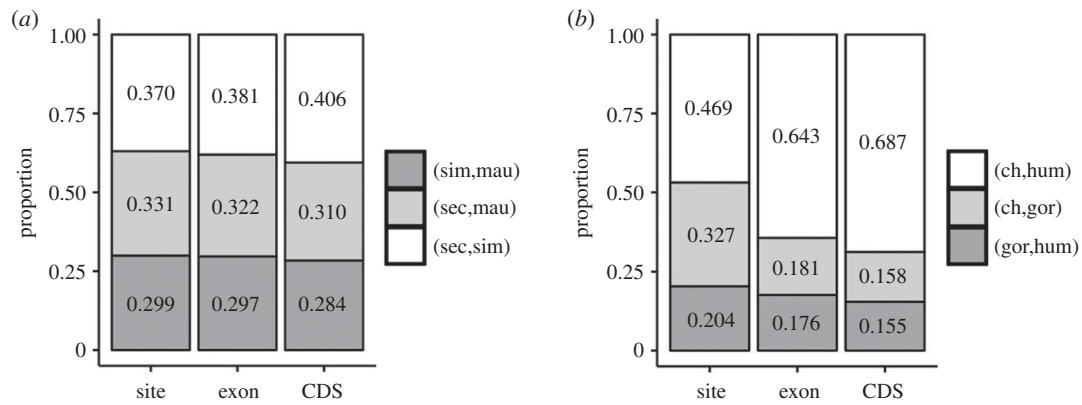 (a)
1.00
0.75
0.50
0.25
0
proportion
0.370 0.381 0.406
0.331 0.322 0.310
0.299 0.297 0.284
site exon CDS
(sim,mau)
(sec,mau)
(sec,sim)
(b)
1.00
0.75
0.50
0.25
0
proportion
0.469 0.643 0.687
0.327 0.181 0.158
0.204 0.176 0.155
site exon CDS
(ch,hum)
(ch,gor)
(gor,hum)